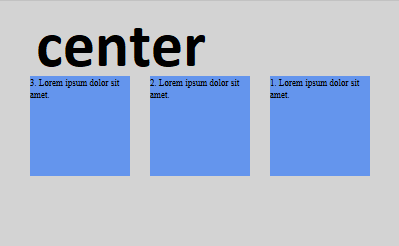 center
3. Lorem ipsum dolor sit
amet.
2. Lorem ipsum dolor sit
amet.
1. Lorem ipsum dolor sit
amet.